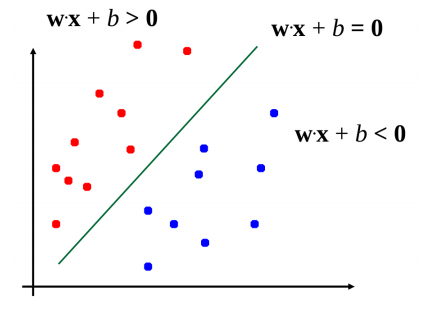 w·x + b > 0
w·x + b = 0
w·x + b < 0